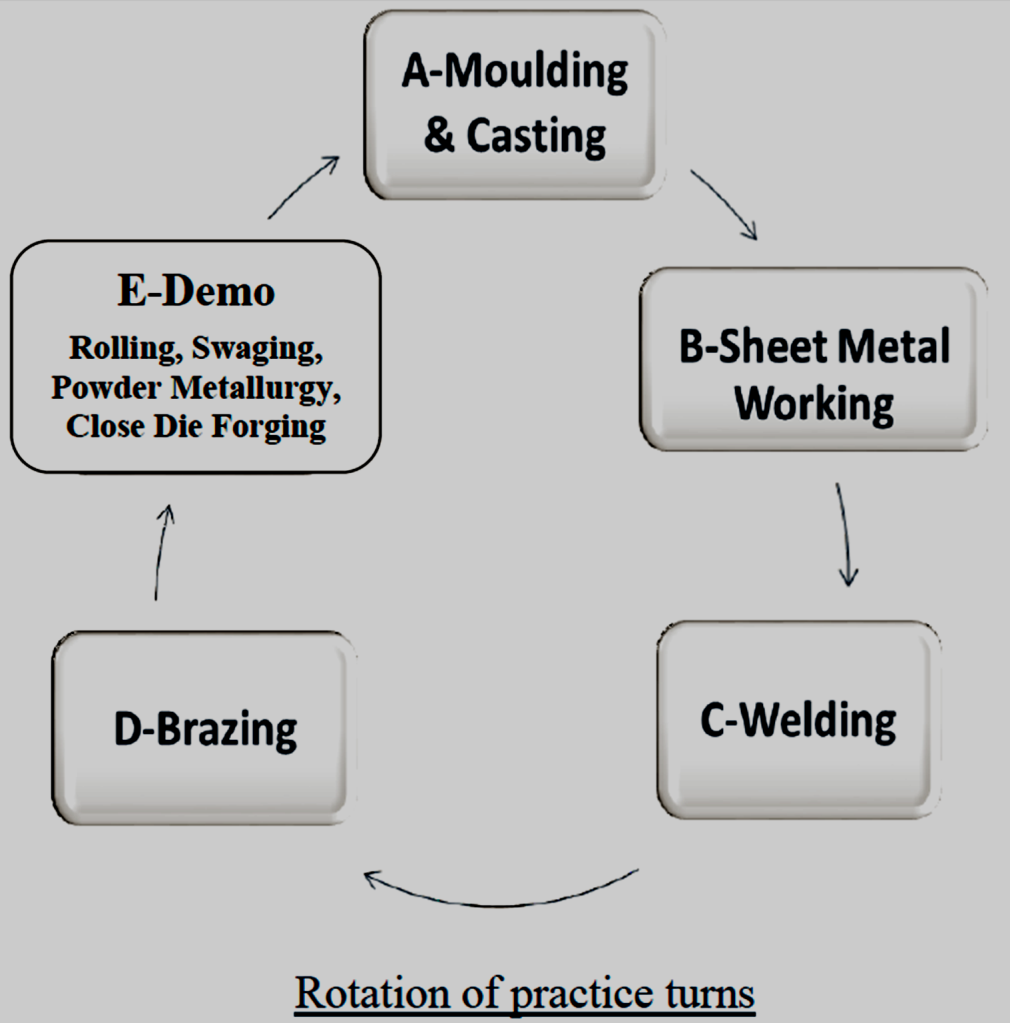 A-Moulding
& Casting
B-Sheet Metal
Working
C-Welding
D-Brazing
E-Demo
Rolling, Swaging,
Powder Metallurgy,
Close Die Forging
Rotation of practice turns